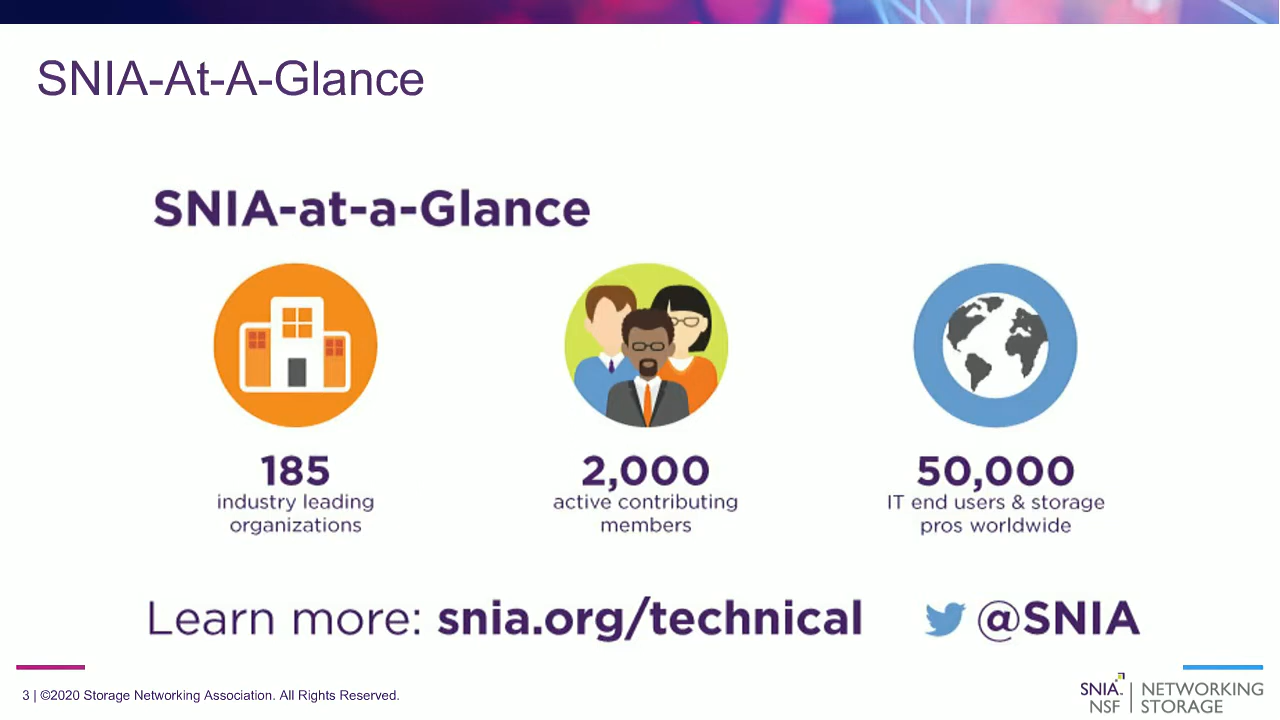 SNIA-At-A-Glance
SNIA-at-a-Glance
185
industry leading
organizations
2,000
active contributing
members
50,000
IT end users & storage
pros worldwide
Learn more: snia.org/technical
@SNIA
3 | ©2020 Storage Networking Association. All Rights Reserved.
SNIA™ | NETWORKING
NSF | STORAGE